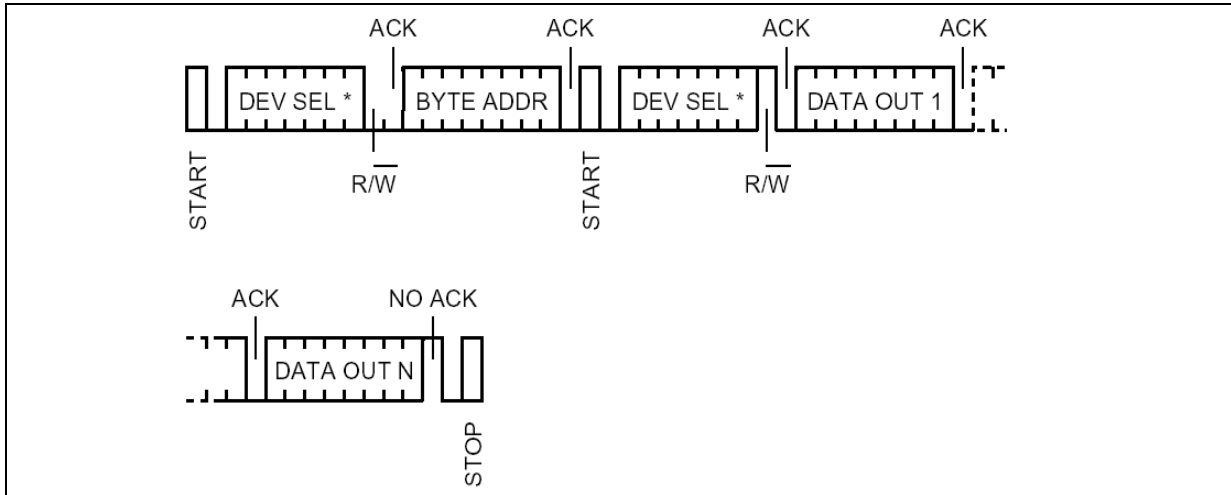 ACK ACK ACK ACK
DEV SEL * BYTE ADDR DEV SEL * DATA OUT 1
START R/W̅ START R/W̅
ACK NO ACK
DATA OUT N
STOP